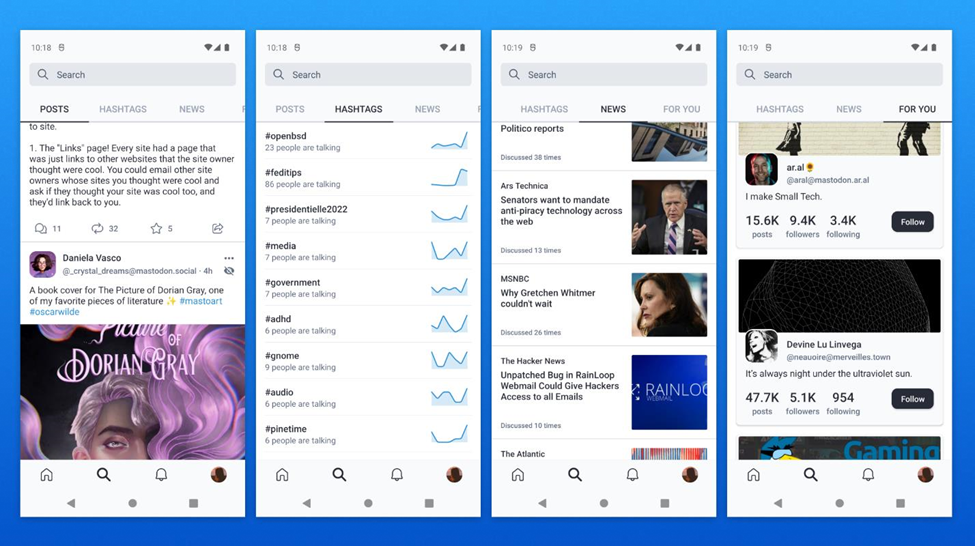 10:18
Search
POSTS HASHTAGS NEWS
to site.
1. The "Links" page! Every site had a page that
was just links to other websites that the site owner
thought were cool. You could email other site
owners whose sites you thought were cool and
ask if they thought your site was cool too, and
they'd link back to you.
11 32 5
Daniela Vasco
@_crystal_dreams@mastodon.social · 4h
A book cover for The Picture of Dorian Gray, one
of my favorite pieces of literature ✨ #mastoart
#oscarwilde
Picture
OF
DORIAN GRAY
10:18
Search
POSTS HASHTAGS NEWS
#openbsd
23 people are talking
#feditips
86 people are talking
#presidentielle2022
7 people are talking
#media
7 people are talking
#government
7 people are talking
#adhd
6 people are talking
#gnome
9 people are talking
#audio
6 people are talking
#pinetime
6 people are talking
10:19
Search
HASHTAGS NEWS FOR YOU
Politico reports
Discussed 38 times
Ars Technica
Senators want to mandate
anti-piracy technology across
the web
Discussed 13 times
MSNBC
Why Gretchen Whitmer
couldn't wait
Discussed 26 times
The Hacker News
Unpatched Bug in RainLoop
Webmail Could Give Hackers
Access to all Emails
Discussed 10 times
RAINLOO
WEBMAIL
The Atlantic
10:19
Search
HASHTAGS NEWS FOR YOU
ar.al🌻
@aral@mastodon.ar.al
I make Small Tech.
15.6K 9.4K 3.4K
posts followers following
Follow
Devine Lu Linvega
@neauoire@merveilles.town
It's always night under the ultraviolet sun.
47.7K 5.1K 954
posts followers following
Follow
Gaming